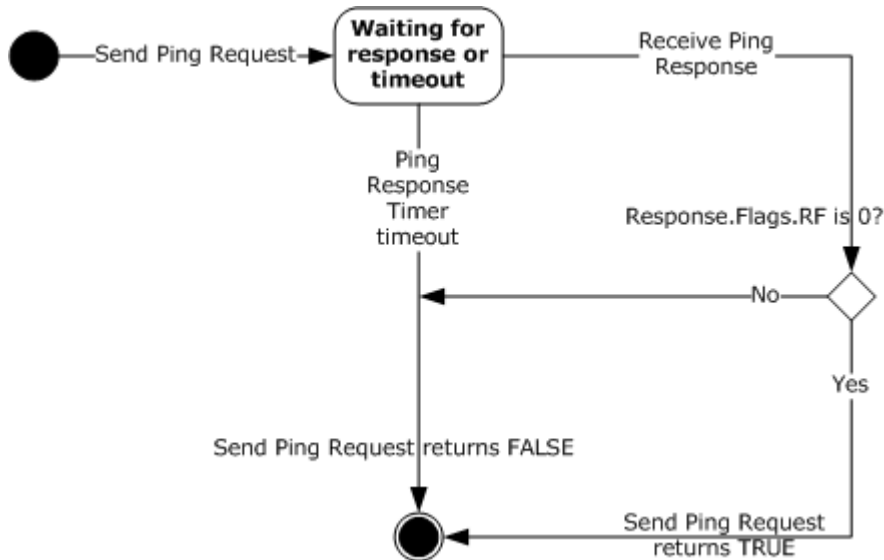 Send Ping Request
Waiting for
response or
timeout
Receive Ping
Response
Ping
Response
Timer
timeout
Response.Flags.RF is 0?
No
Yes
Send Ping Request returns FALSE
Send Ping Request
returns TRUE